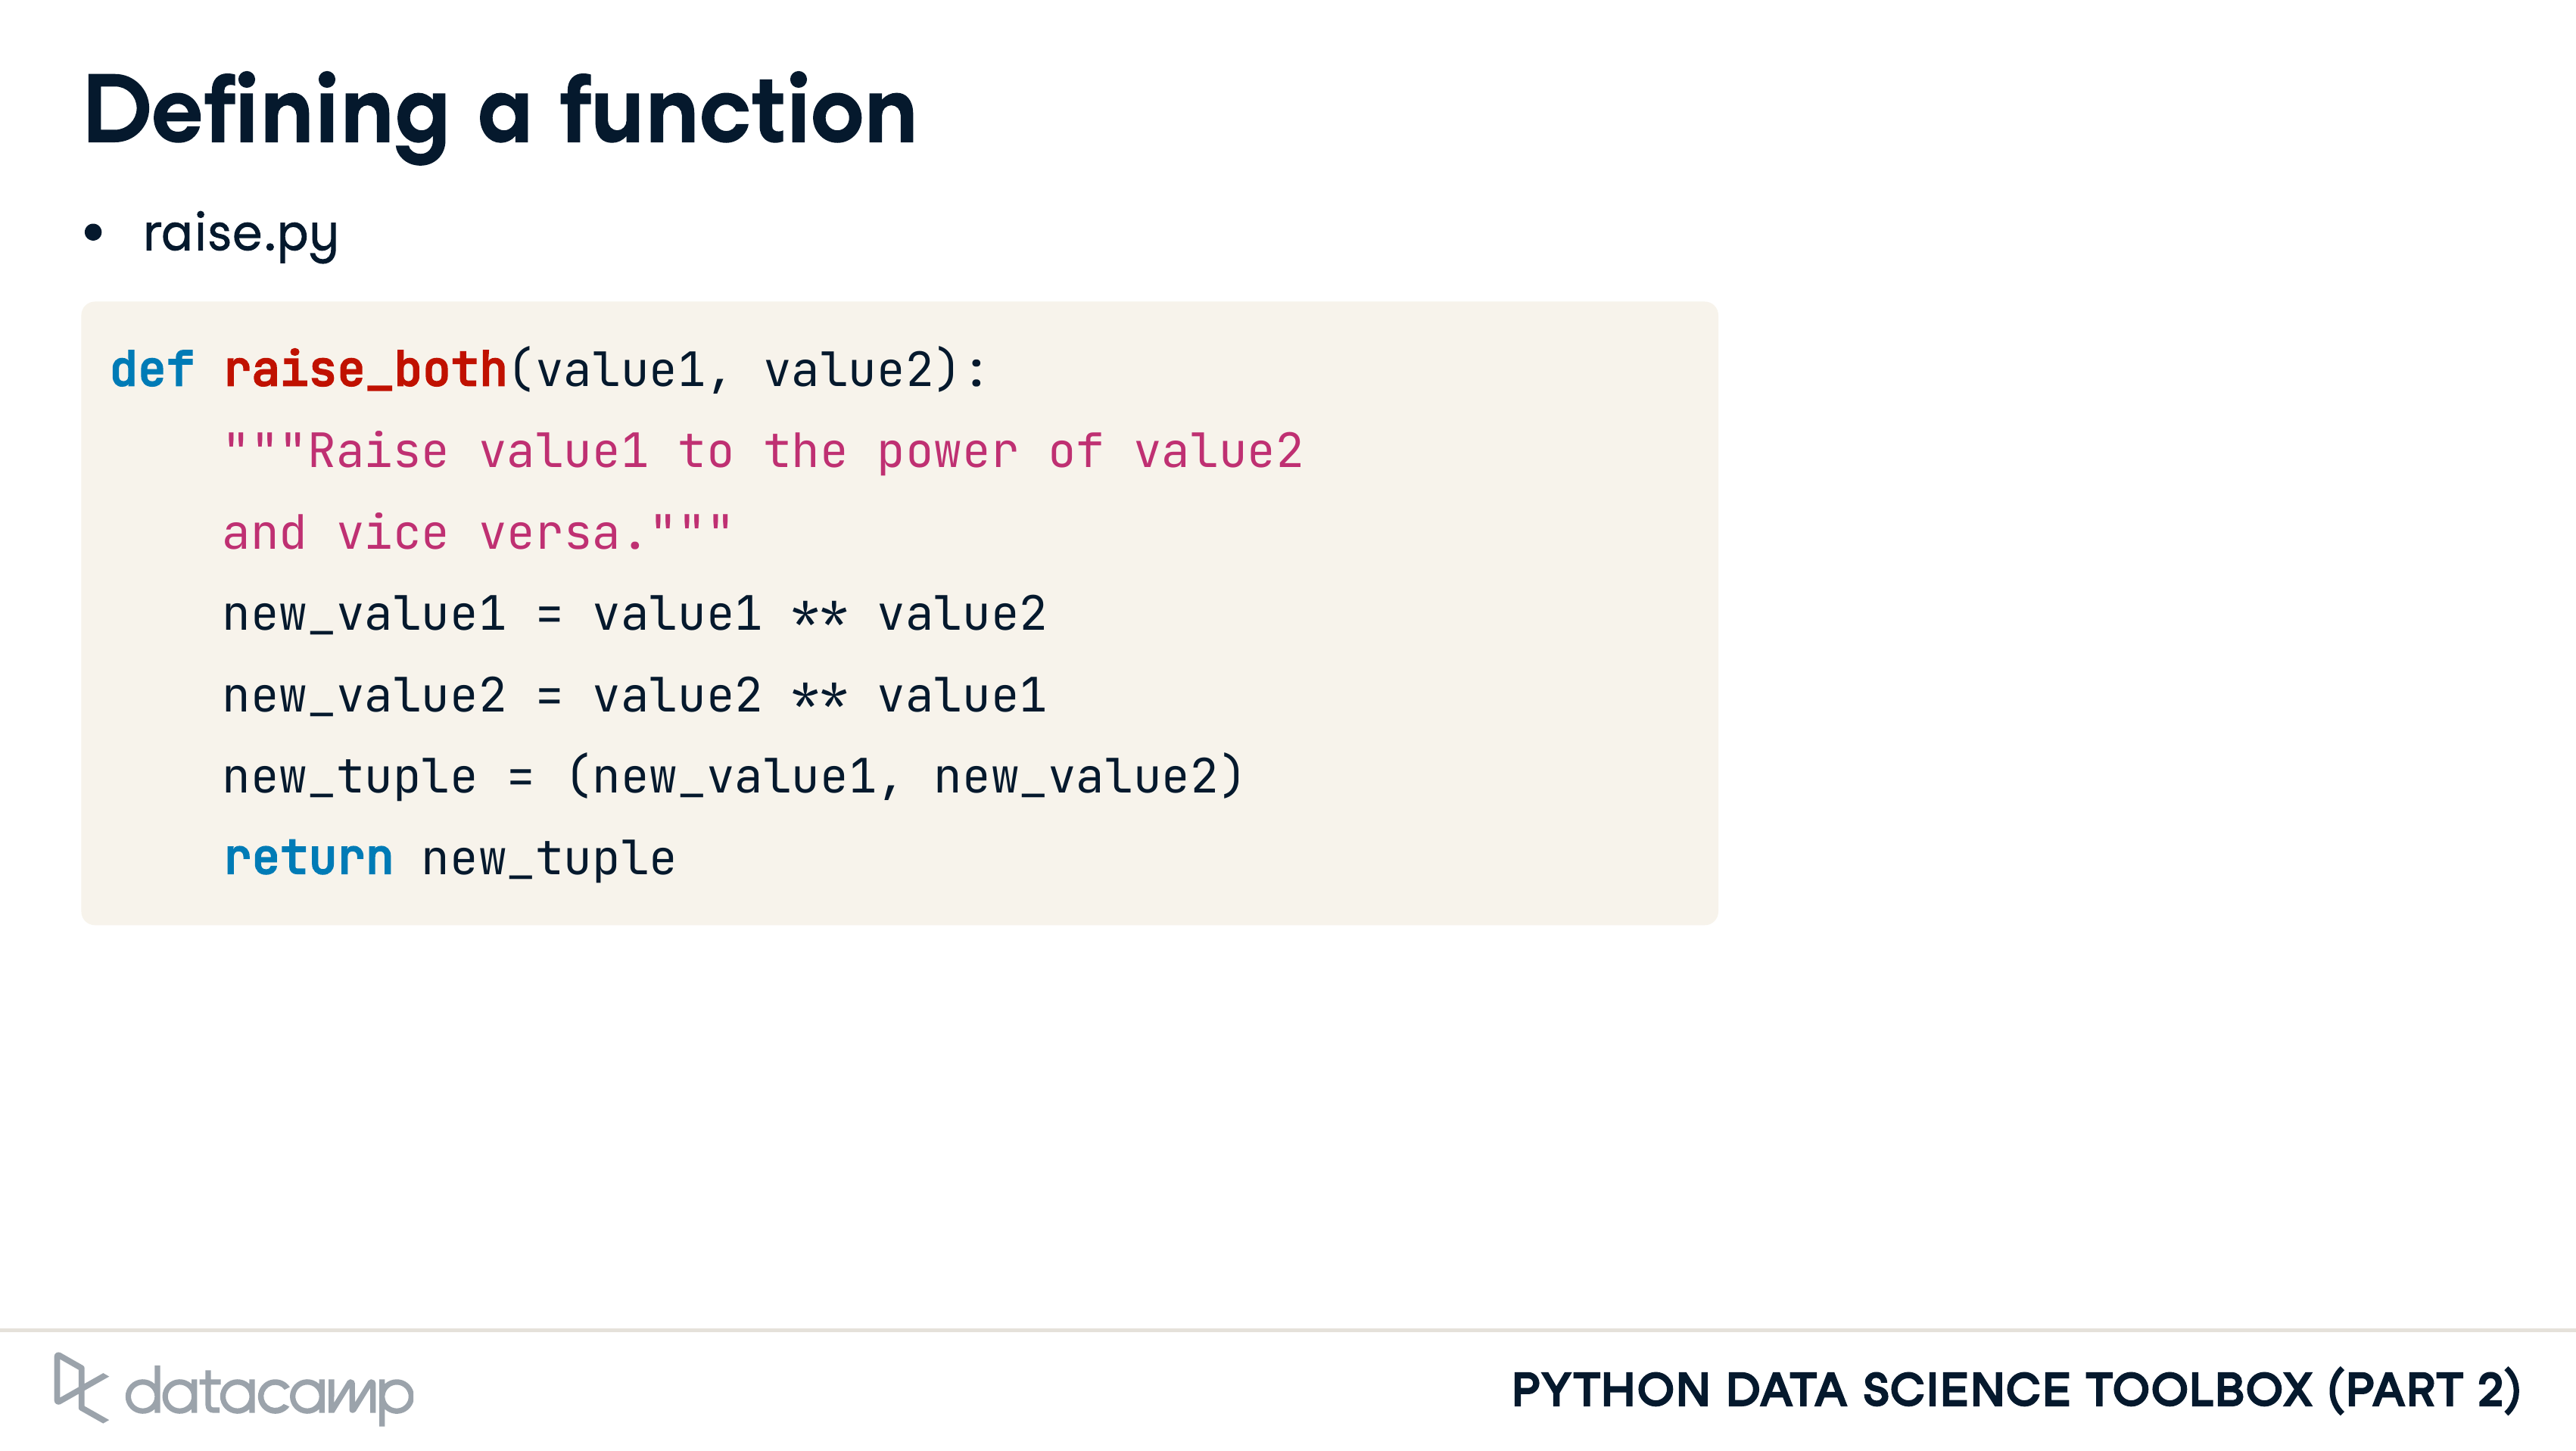 Defining a function
• raise.py
def raise_both(value1, value2):
    """Raise value1 to the power of value2
    and vice versa."""
    new_value1 = value1 ** value2
    new_value2 = value2 ** value1
    new_tuple = (new_value1, new_value2)
    return new_tuple
datacamp
PYTHON DATA SCIENCE TOOLBOX (PART 2)